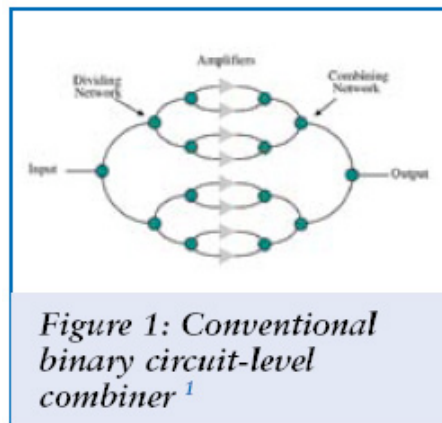 Amplifiers
Dividing
Network
Combining
Network
Input
Output
Figure 1: Conventional
binary circuit-level
combiner 1